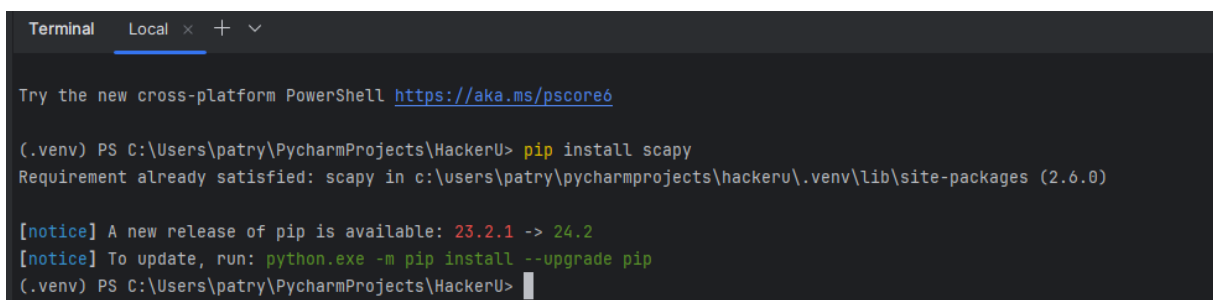 Terminal Local × + ⌄
Try the new cross-platform PowerShell https://aka.ms/pscore6
(.venv) PS C:\Users\patry\PycharmProjects\HackerU> pip install scapy
Requirement already satisfied: scapy in c:\users\patry\pycharmprojects\hackeru\.venv\lib\site-packages (2.6.0)
[notice] A new release of pip is available: 23.2.1 -> 24.2
[notice] To update, run: python.exe -m pip install --upgrade pip
(.venv) PS C:\Users\patry\PycharmProjects\HackerU>